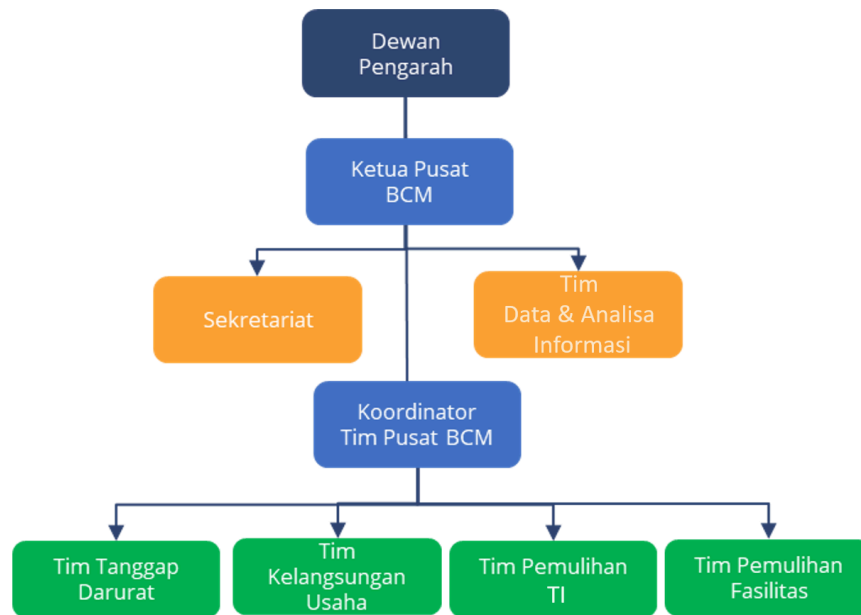 Dewan
Pengarah
Ketua Pusat
BCM
Sekretariat
Tim
Data & Analisa
Informasi
Koordinator
Tim Pusat BCM
Tim Tanggap
Darurat
Tim
Kelangsungan
Usaha
Tim Pemulihan
TI
Tim Pemulihan
Fasilitas